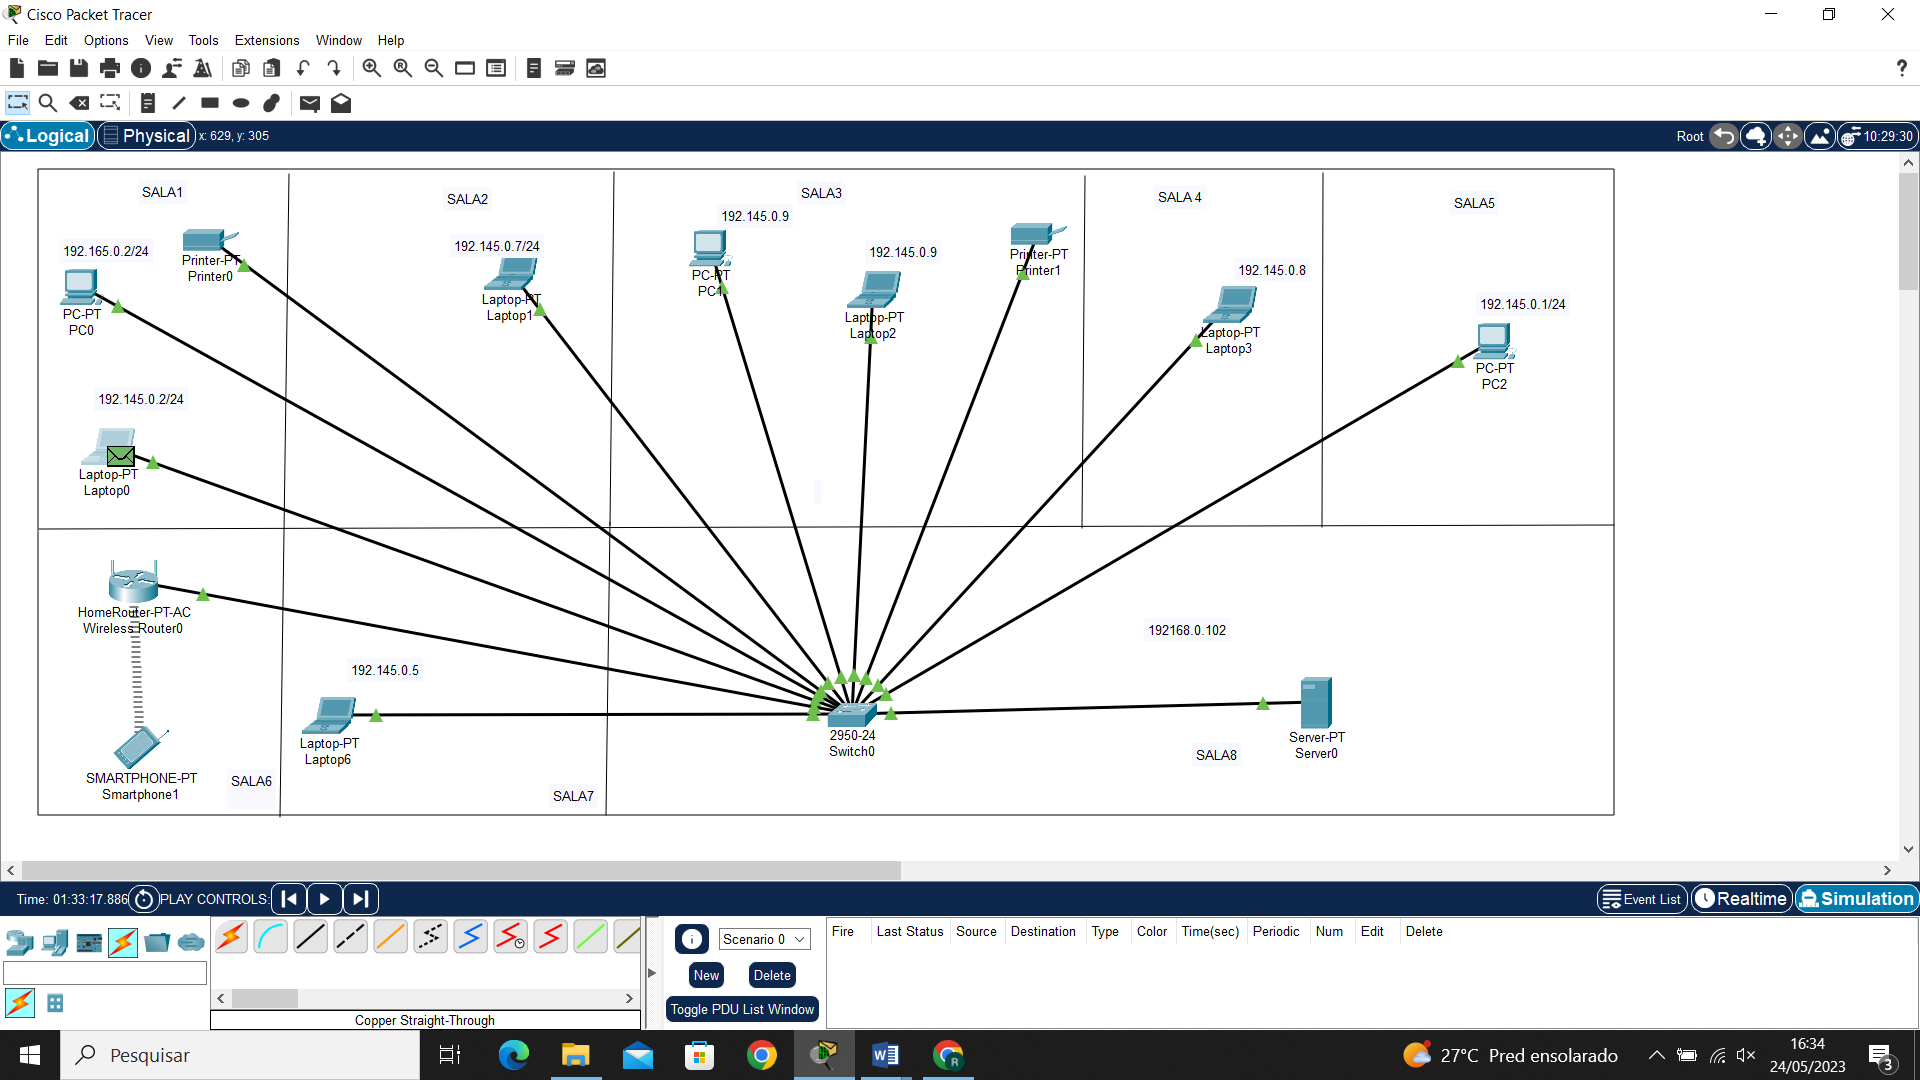 Cisco Packet Tracer
File Edit Options View Tools Extensions Window Help
?
Logical Physical x: 629, y: 305 Root 10:29:30
SALA1
SALA2
SALA3
SALA 4
SALA5
192.165.0.2/24
Printer-PT
Printer0
PC-PT
PC0
192.145.0.2/24
Laptop-PT
Laptop0
192.145.0.7/24
Laptop-PT
Laptop1
192.145.0.9
PC-PT
PC1
192.145.0.9
Laptop-PT
Laptop2
Printer-PT
Printer1
192.145.0.8
Laptop-PT
Laptop3
192.145.0.1/24
PC-PT
PC2
HomeRouter-PT-AC
Wireless Router0
SMARTPHONE-PT
Smartphone1
SALA6
192.145.0.5
Laptop-PT
Laptop6
SALA7
2950-24
Switch0
192168.0.102
Server-PT
Server0
SALA8
Time: 01:33:17.886 PLAY CONTROLS: Event List Realtime Simulation
Scenario 0
New Delete
Toggle PDU List Window
Fire Last Status Source Destination Type Color Time(sec) Periodic Num Edit Delete
Copper Straight-Through
Pesquisar
27°C Pred ensolarado
16:34
24/05/2023
3